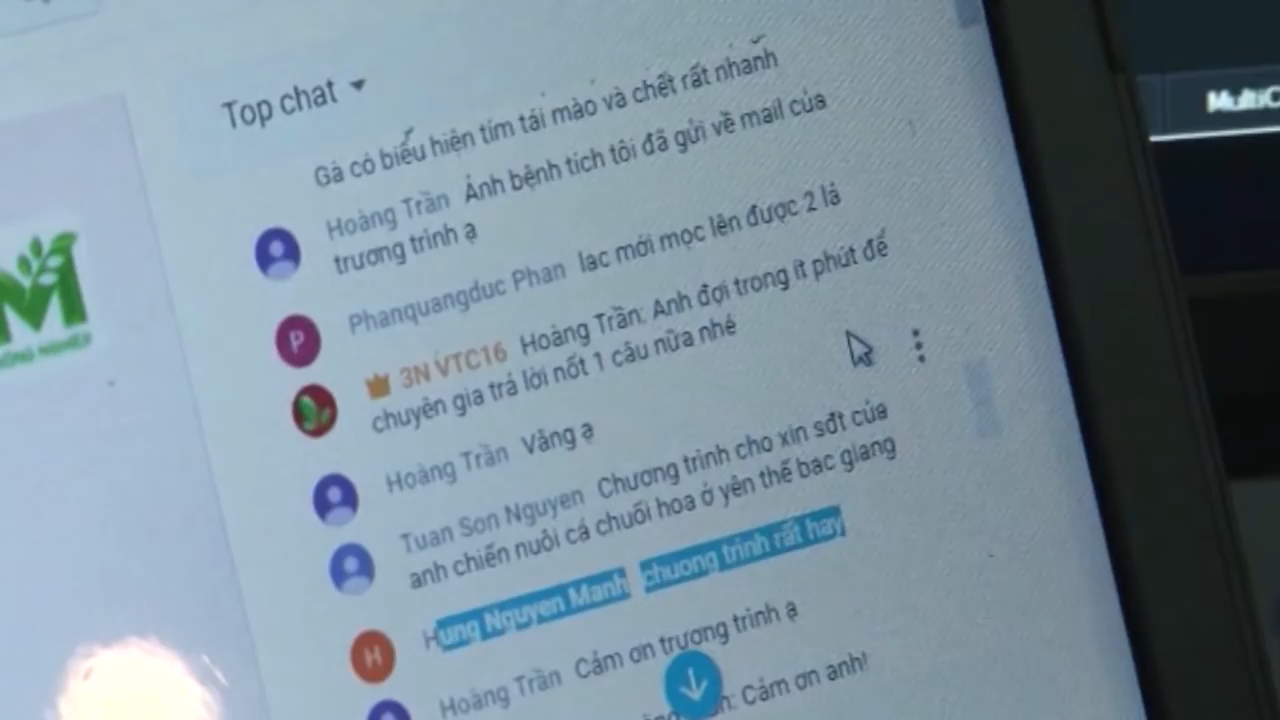 Top chat
Gà có biểu hiện tím tái mào và chết rất nhanh
Hoàng Trần Ảnh bệnh tích tôi đã gửi về mail của
trương trình ạ
Phanquangduc Phan lac mới mọc lên được 2 lá
3N VTC16 Hoàng Trần: Anh đợi trong ít phút để
chuyên gia trả lời nốt 1 câu nữa nhé
Hoàng Trần Vâng ạ
Tuan Son Nguyen Chương trình cho xin sđt của
anh chiến nuôi cá chuối hoa ở yên thế bac giang
Hung Nguyen Manh chuong trinh rất hay
Hoàng Trần Cảm ơn trương trình ạ
Cảm ơn anh!
P
H